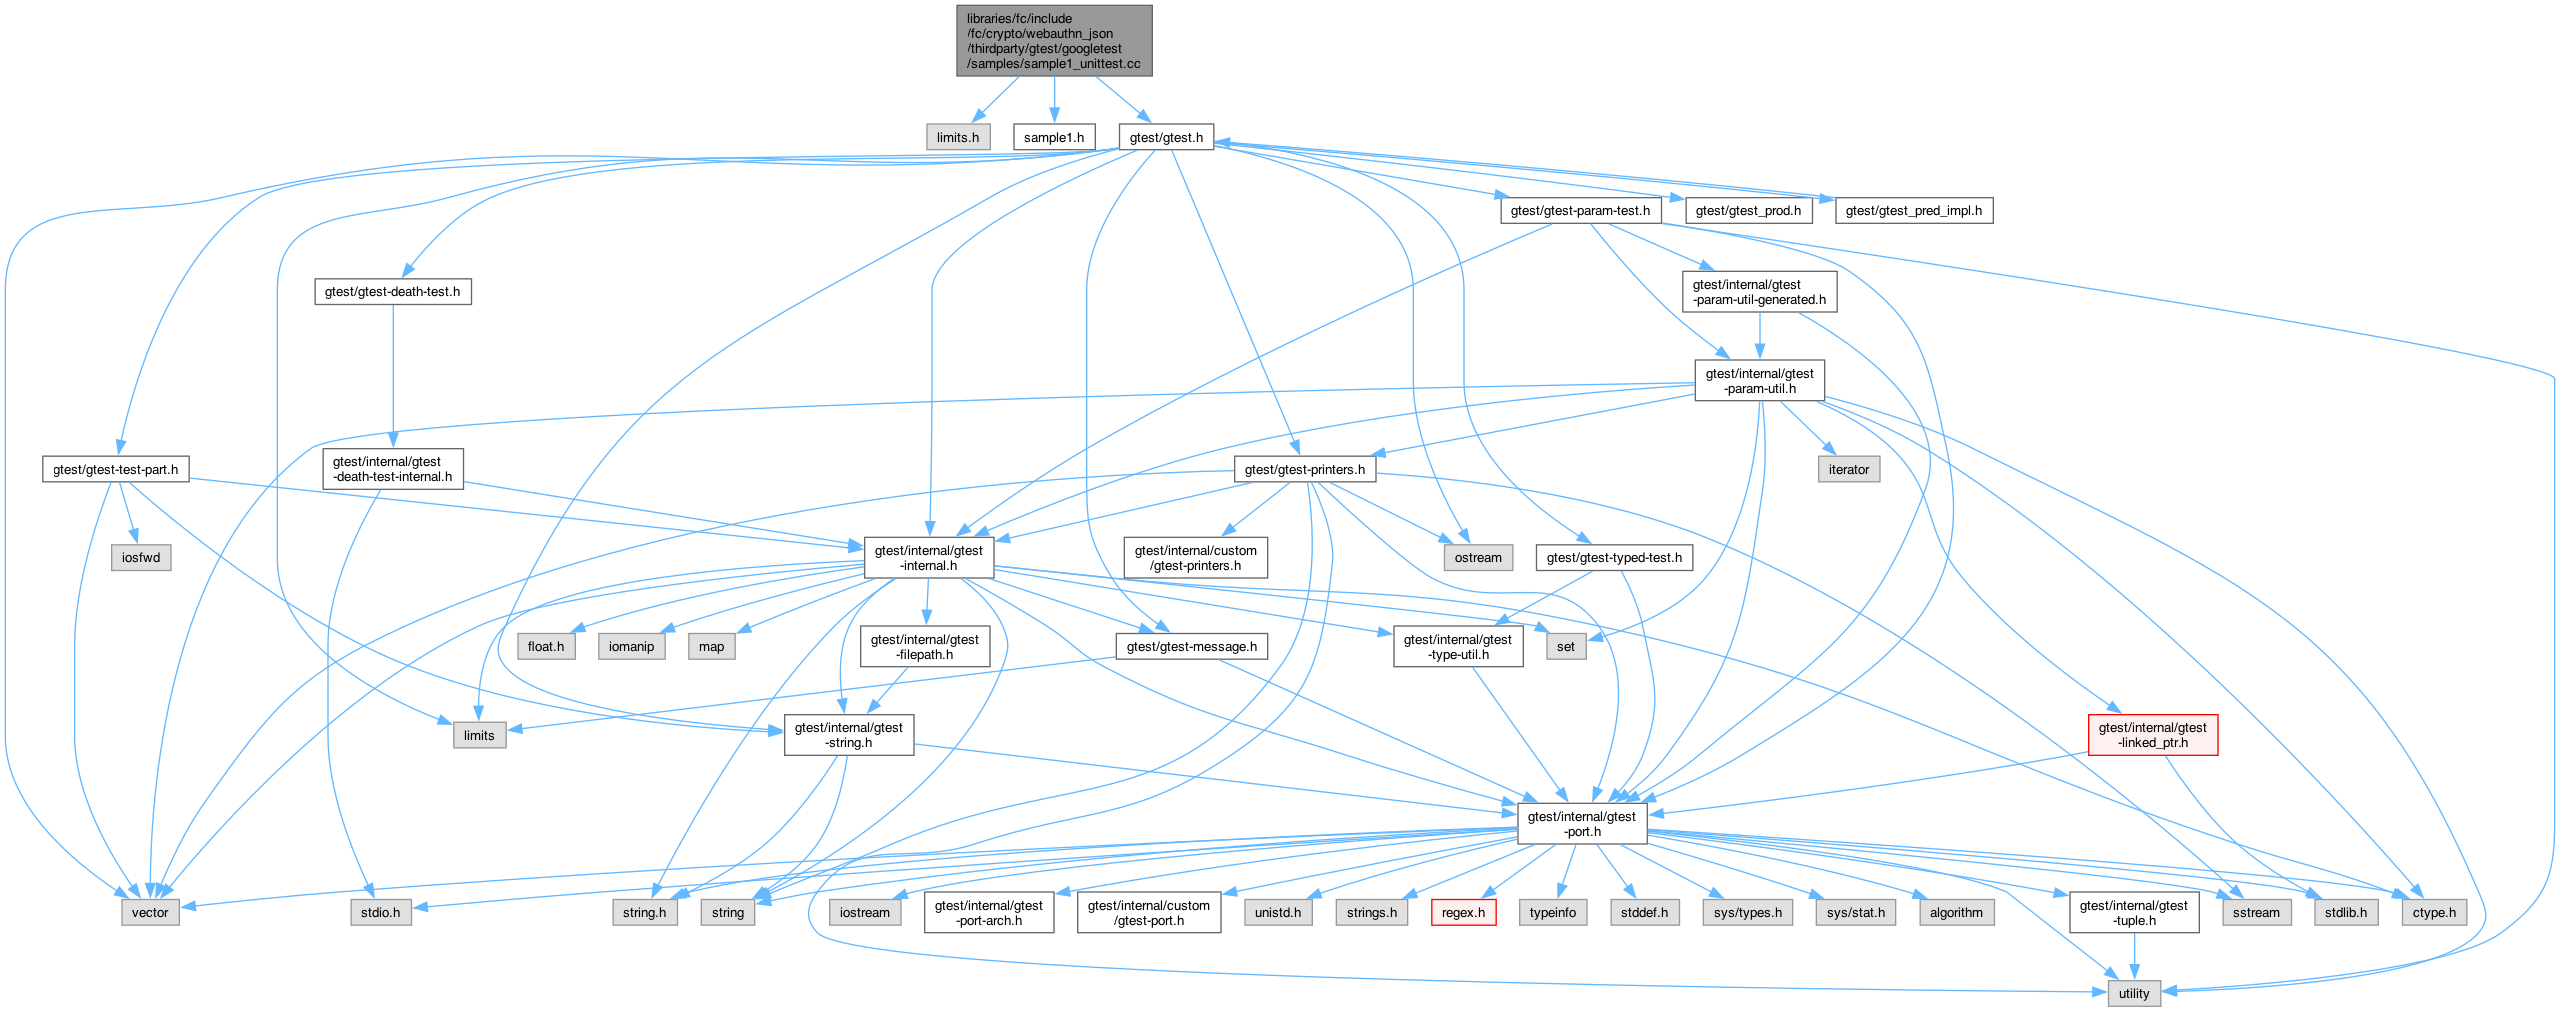 libraries/fc/include
/fc/crypto/webauthn_json
/thirdparty/gtest/googletest
/samples/sample1_unittest.cc
limits.h
sample1.h
gtest/gtest.h
gtest/gtest-param-test.h
gtest/gtest_prod.h
gtest/gtest_pred_impl.h
gtest/gtest-death-test.h
gtest/internal/gtest
-param-util-generated.h
gtest/internal/gtest
-param-util.h
gtest/gtest-test-part.h
gtest/internal/gtest
-death-test-internal.h
gtest/gtest-printers.h
iterator
iosfwd
gtest/internal/gtest
-internal.h
gtest/internal/custom
/gtest-printers.h
ostream
gtest/gtest-typed-test.h
float.h
iomanip
map
gtest/internal/gtest
-filepath.h
gtest/gtest-message.h
gtest/internal/gtest
-type-util.h
set
limits
gtest/internal/gtest
-string.h
gtest/internal/gtest
-linked_ptr.h
gtest/internal/gtest
-port.h
vector
stdio.h
string.h
string
iostream
gtest/internal/gtest
-port-arch.h
gtest/internal/custom
/gtest-port.h
unistd.h
strings.h
regex.h
typeinfo
stddef.h
sys/types.h
sys/stat.h
algorithm
gtest/internal/gtest
-tuple.h
sstream
stdlib.h
ctype.h
utility